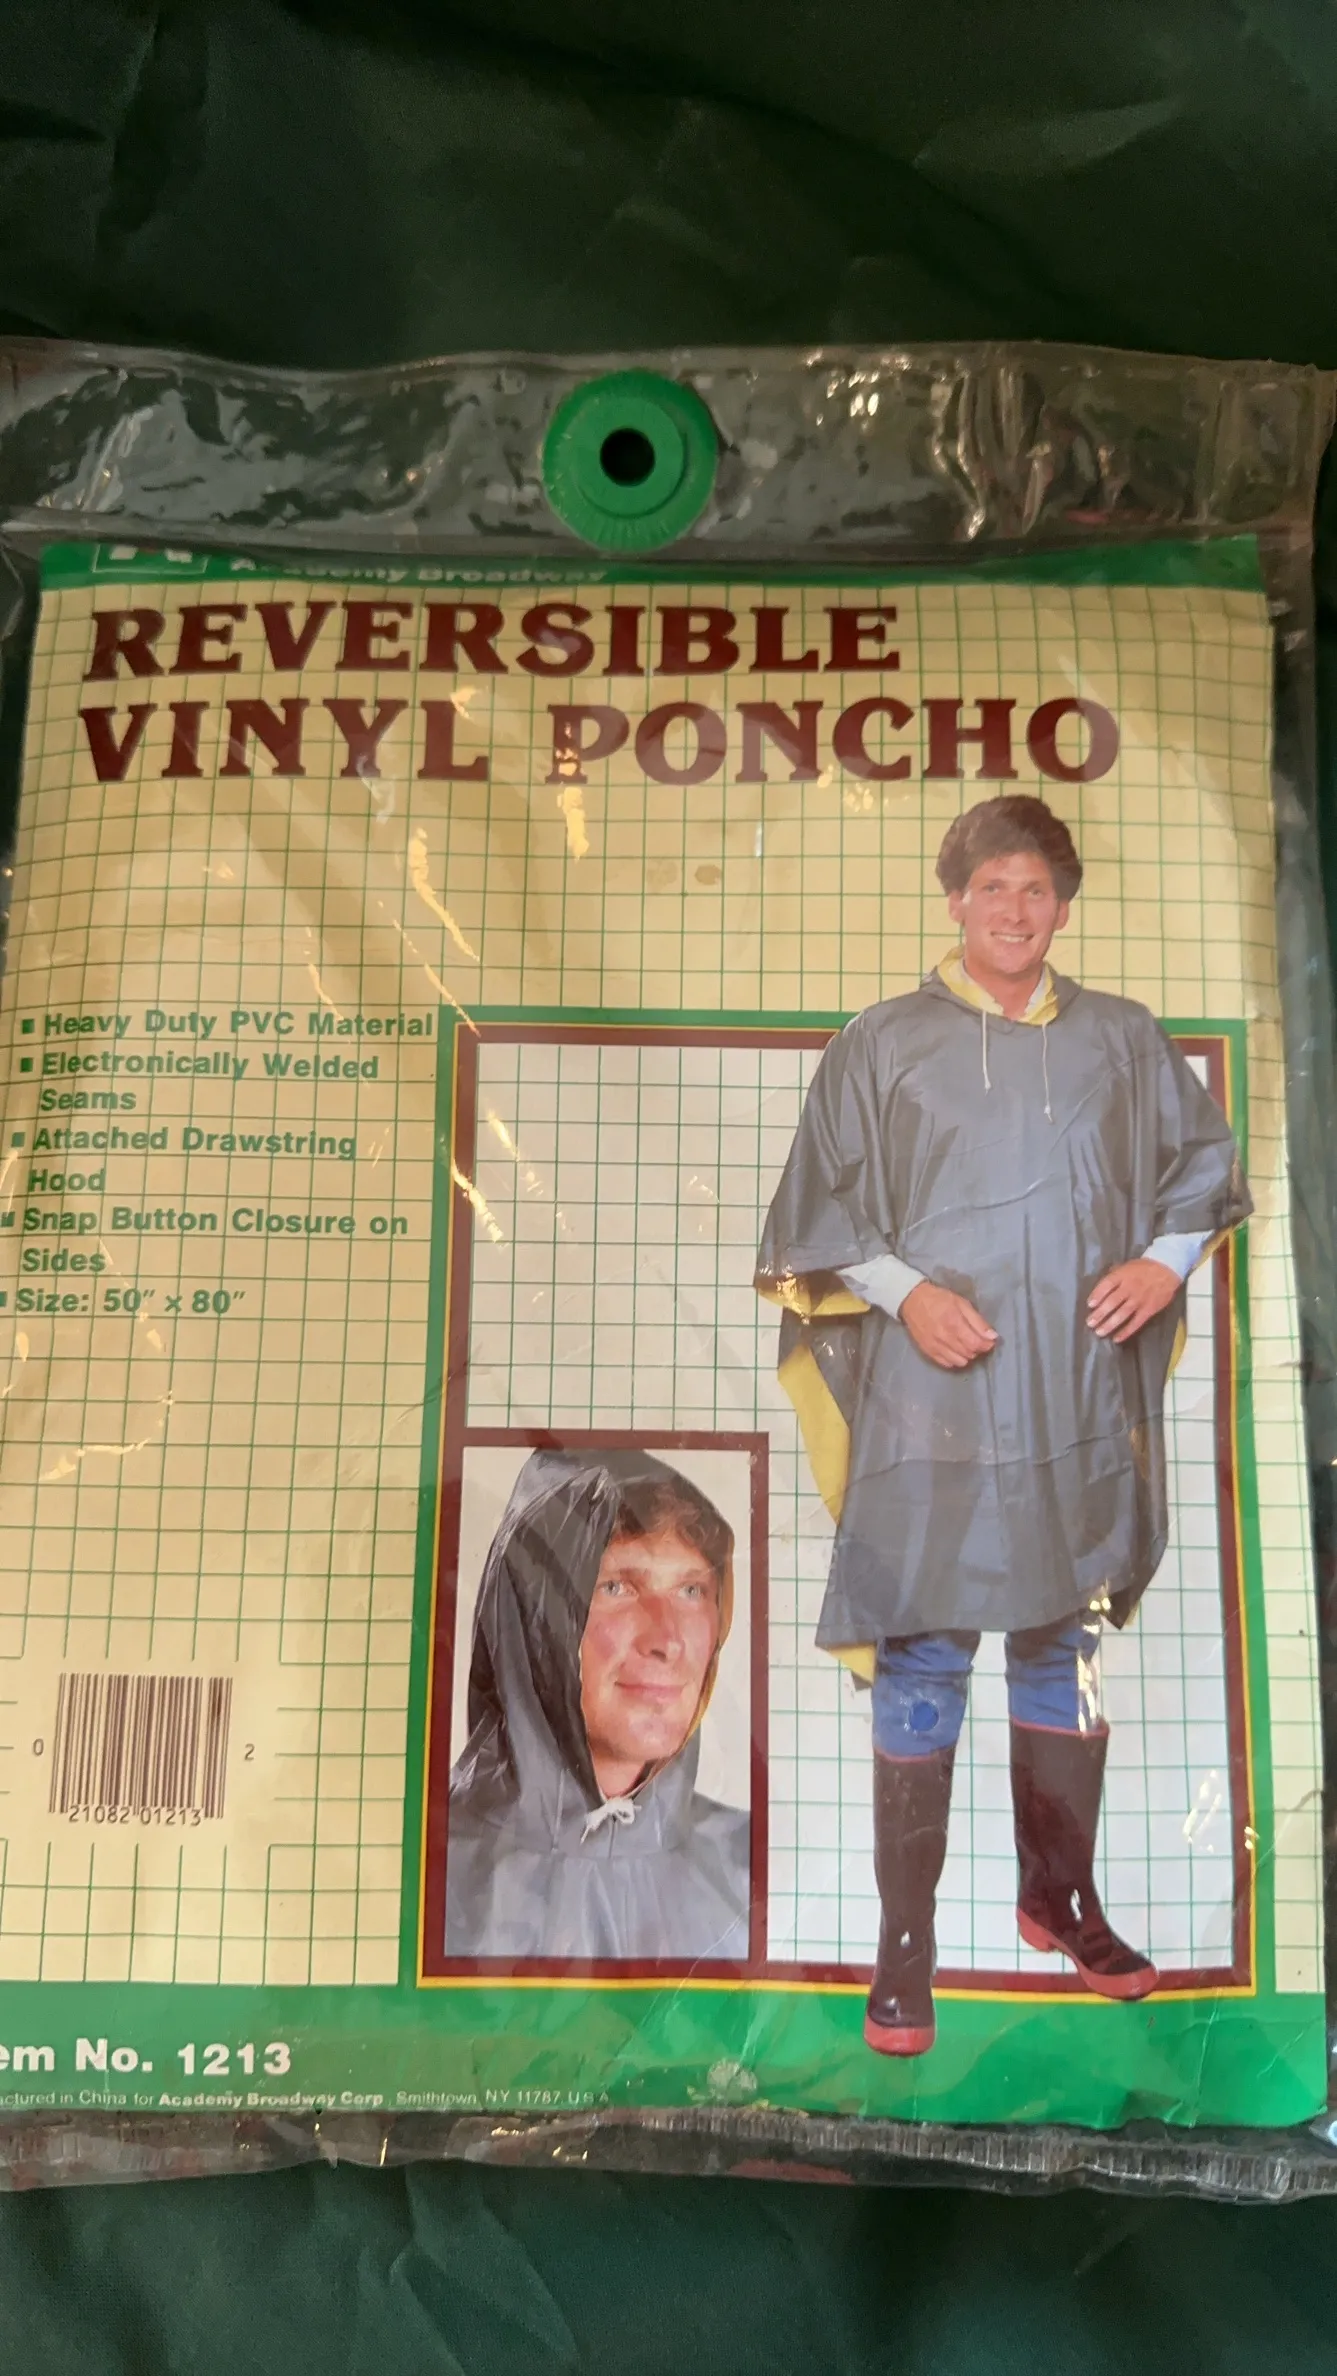 Academy Broadway
REVERSIBLE
VINYL PONCHO
▪ Heavy Duty PVC Material
▪ Electronically Welded
Seams
▪ Attached Drawstring
Hood
▪ Snap Button Closure on
Sides
▪ Size: 50" x 80"
0 21082 01213 2
em No. 1213
ctured in China for Academy Broadway Corp., Smithtown, N.Y. 11787, U.S.A.